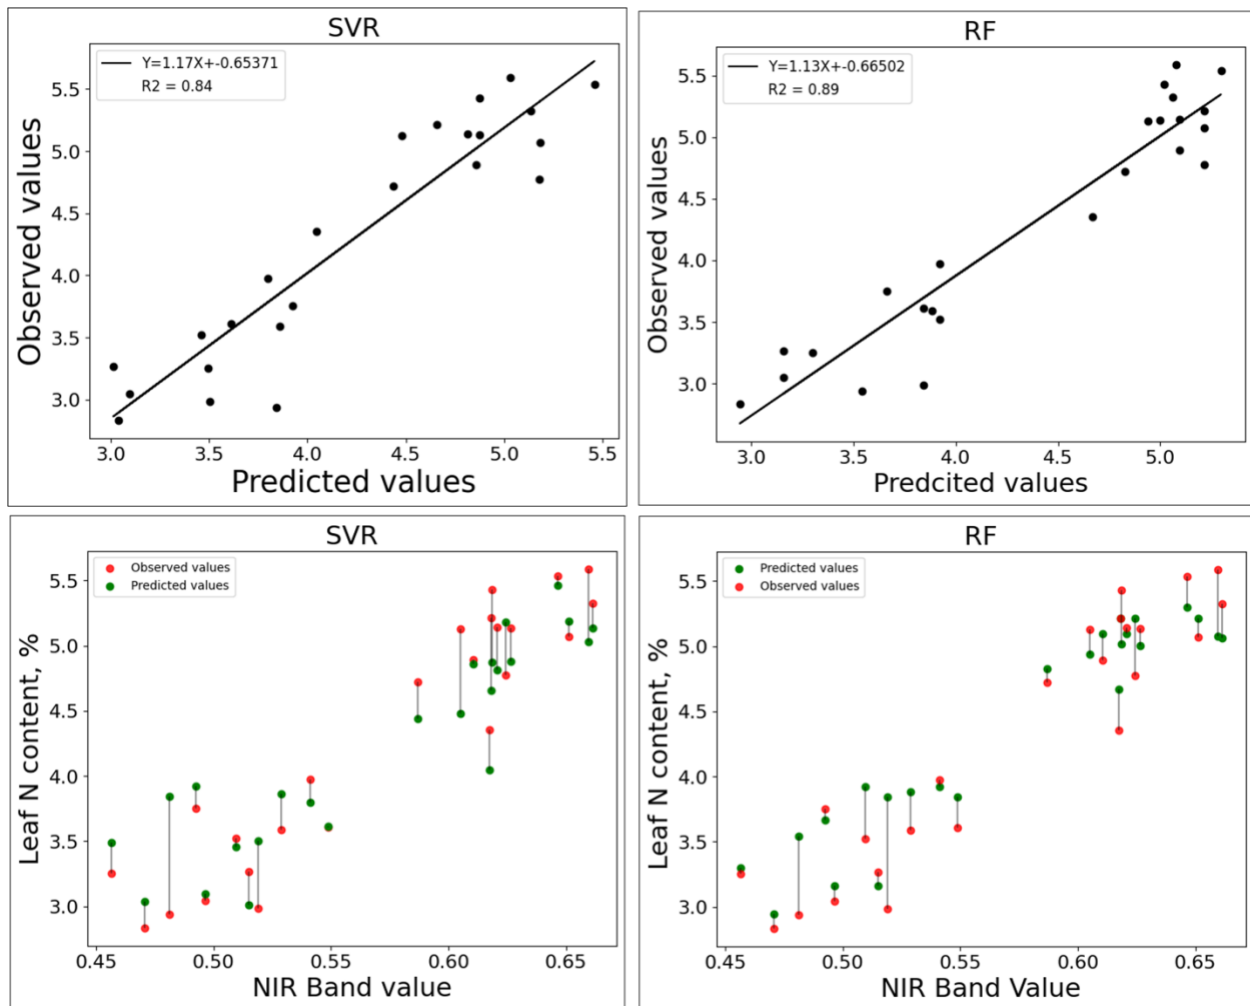 SVR
Y=1.17X+-0.65371
R2 = 0.84
5.5
5.0
4.5
4.0
3.5
3.0
Observed values
3.0 3.5 4.0 4.5 5.0 5.5
Predicted values
RF
Y=1.13X+-0.66502
R2 = 0.89
5.5
5.0
4.5
4.0
3.5
3.0
Observed values
3.0 3.5 4.0 4.5 5.0
Predcited values
SVR
Observed values
Predicted values
5.5
5.0
4.5
4.0
3.5
3.0
Leaf N content, %
0.45 0.50 0.55 0.60 0.65
NIR Band value
RF
Predicted values
Observed values
5.5
5.0
4.5
4.0
3.5
3.0
Leaf N content, %
0.45 0.50 0.55 0.60 0.65
NIR Band Value